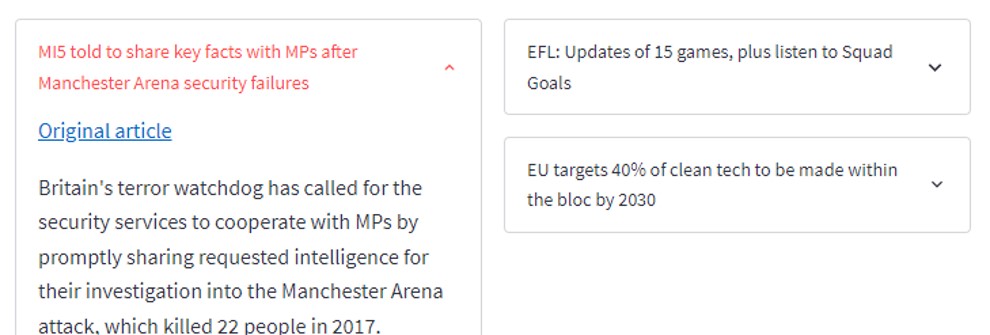 MI5 told to share key facts with MPs after
Manchester Arena security failures
Original article
Britain's terror watchdog has called for the
security services to cooperate with MPs by
promptly sharing requested intelligence for
their investigation into the Manchester Arena
attack, which killed 22 people in 2017.
EFL: Updates of 15 games, plus listen to Squad
Goals
EU targets 40% of clean tech to be made within
the bloc by 2030